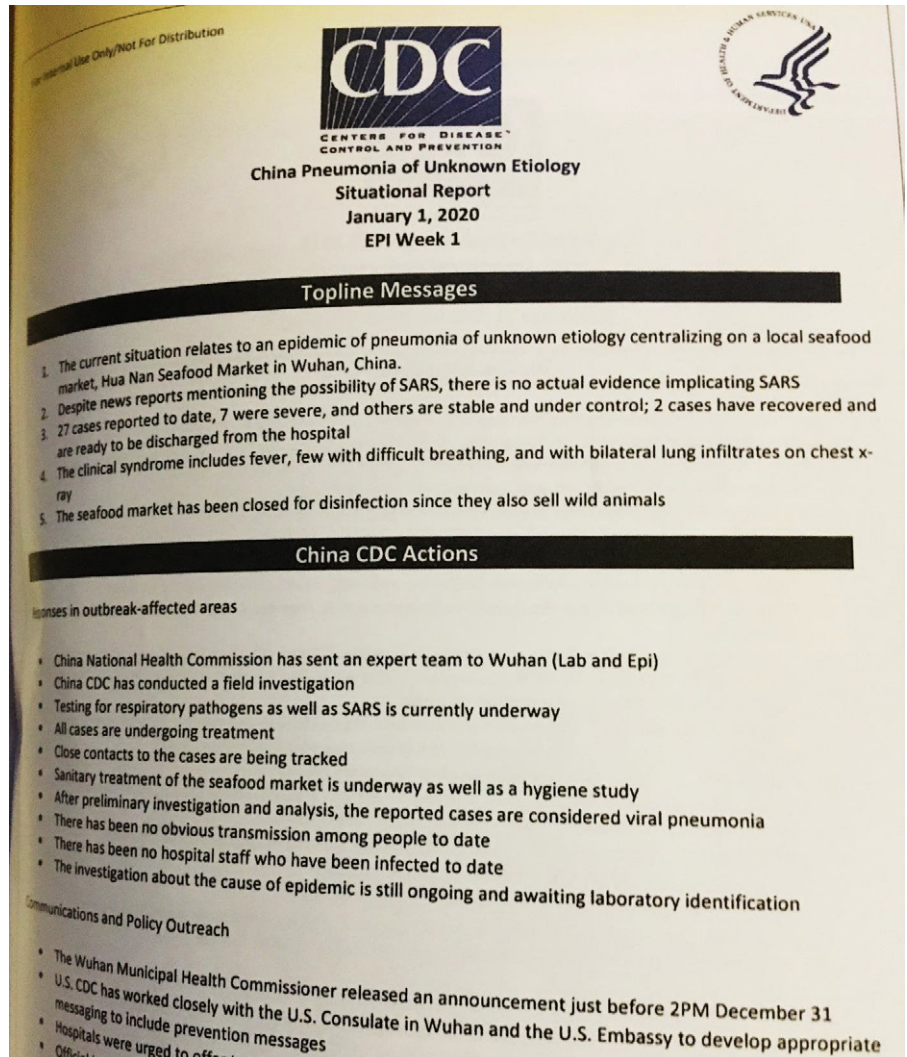 For Internal Use Only/Not For Distribution
CDC
CENTERS FOR DISEASE
CONTROL AND PREVENTION
DEPARTMENT OF HEALTH & HUMAN SERVICES USA
China Pneumonia of Unknown Etiology
Situational Report
January 1, 2020
EPI Week 1
Topline Messages
1. The current situation relates to an epidemic of pneumonia of unknown etiology centralizing on a local seafood
market, Hua Nan Seafood Market in Wuhan, China.
2. Despite news reports mentioning the possibility of SARS, there is no actual evidence implicating SARS
3. 27 cases reported to date, 7 were severe, and others are stable and under control; 2 cases have recovered and
are ready to be discharged from the hospital
4. The clinical syndrome includes fever, few with difficult breathing, and with bilateral lung infiltrates on chest x-
ray
5. The seafood market has been closed for disinfection since they also sell wild animals
China CDC Actions
in outbreak-affected areas
• China National Health Commission has sent an expert team to Wuhan (Lab and Epi)
• China CDC has conducted a field investigation
• Testing for respiratory pathogens as well as SARS is currently underway
• All cases are undergoing treatment
• Close contacts to the cases are being tracked
• Sanitary treatment of the seafood market is underway as well as a hygiene study
• After preliminary investigation and analysis, the reported cases are considered viral pneumonia
• There has been no obvious transmission among people to date
• There has been no hospital staff who have been infected to date
• The investigation about the cause of epidemic is still ongoing and awaiting laboratory identification
Communications and Policy Outreach
• The Wuhan Municipal Health Commissioner released an announcement just before 2PM December 31
• U.S. CDC has worked closely with the U.S. Consulate in Wuhan and the U.S. Embassy to develop appropriate
messaging to include prevention messages
• Hospitals were urged to